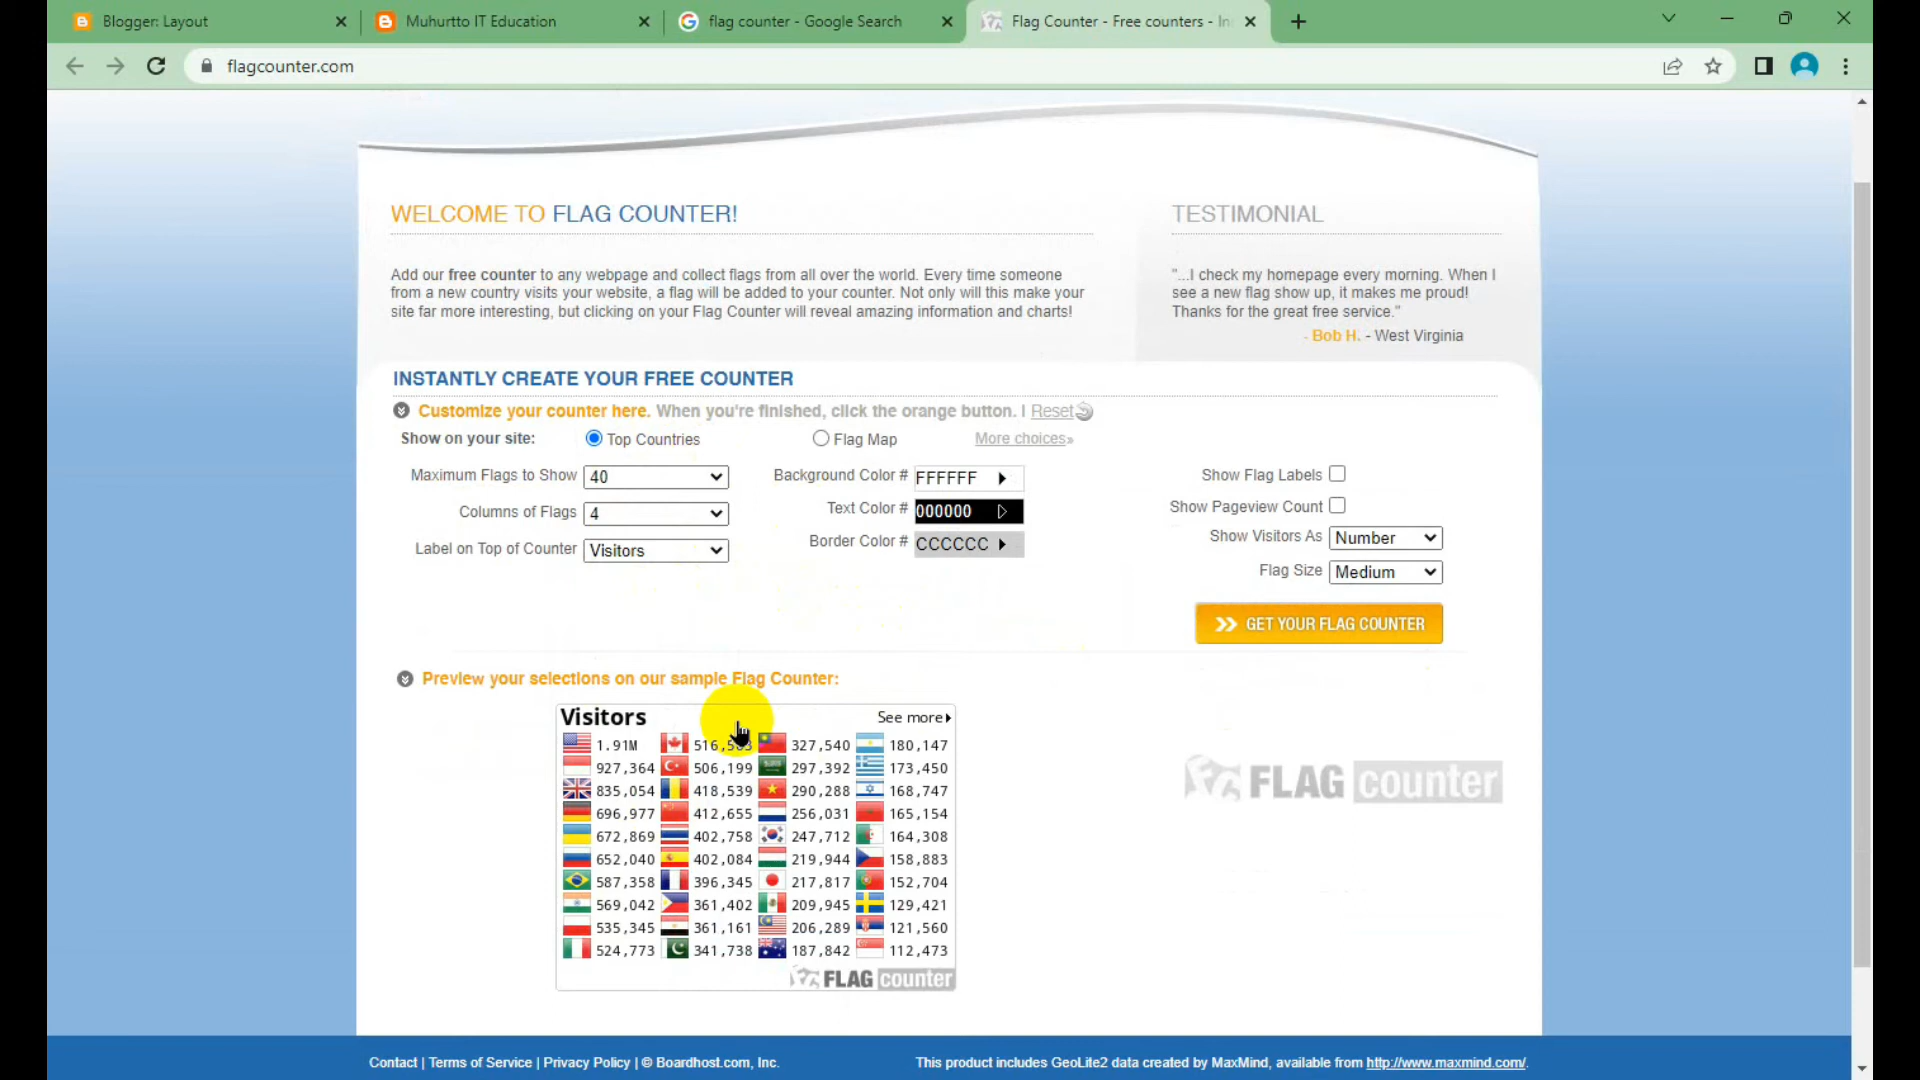 Blogger: Layout
Muhurtto IT Education
flag counter - Google Search
Flag Counter - Free counters - In
flagcounter.com
WELCOME TO FLAG COUNTER!
TESTIMONIAL
Add our free counter to any webpage and collect flags from all over the world. Every time someone
from a new country visits your website, a flag will be added to your counter. Not only will this make your
site far more interesting, but clicking on your Flag Counter will reveal amazing information and charts!
"...I check my homepage every morning. When I
see a new flag show up, it makes me proud!
Thanks for the great free service."
- Bob H. - West Virginia
INSTANTLY CREATE YOUR FREE COUNTER
Customize your counter here. When you're finished, click the orange button. | Reset
Show on your site: Top Countries Flag Map More choices»
Maximum Flags to Show 40
Columns of Flags 4
Label on Top of Counter Visitors
Background Color # FFFFFF
Text Color # 000000
Border Color # CCCCCC
Show Flag Labels
Show Pageview Count
Show Visitors As Number
Flag Size Medium
GET YOUR FLAG COUNTER
Preview your selections on our sample Flag Counter:
Visitors See more
1.91M 327,540 180,147
927,364 506,199 297,392 173,450
835,054 418,539 290,288 168,747
696,977 412,655 256,031 165,154
672,869 402,758 247,712 164,308
652,040 402,084 219,944 158,883
587,358 396,345 217,817 152,704
569,042 361,402 209,945 129,421
535,345 361,161 206,289 121,560
524,773 341,738 187,842 112,473
FLAG counter
FLAG counter
Contact | Terms of Service | Privacy Policy | © Boardhost.com, Inc.
This product includes GeoLite2 data created by MaxMind, available from http://www.maxmind.com/.